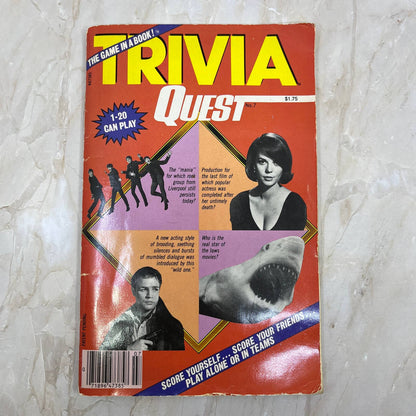 THE GAME IN A BOOK!
TRIVIA
QUEST
No.7
$1.75
1-20
CAN PLAY
The "mania"
for which rock
group from
Liverpool still
persists
today?
Production for
the last film of
which popular
actress was
completed after
her untimely
death?
A new acting style
of brooding, seething
silences and bursts
of mumbled dialogue was
introduced by this
"wild one."
Who is the
real star of
the Jaws
movies?
SCORE YOURSELF... SCORE YOUR FRIENDS
PLAY ALONE OR IN TEAMS
07
0
71896 47385